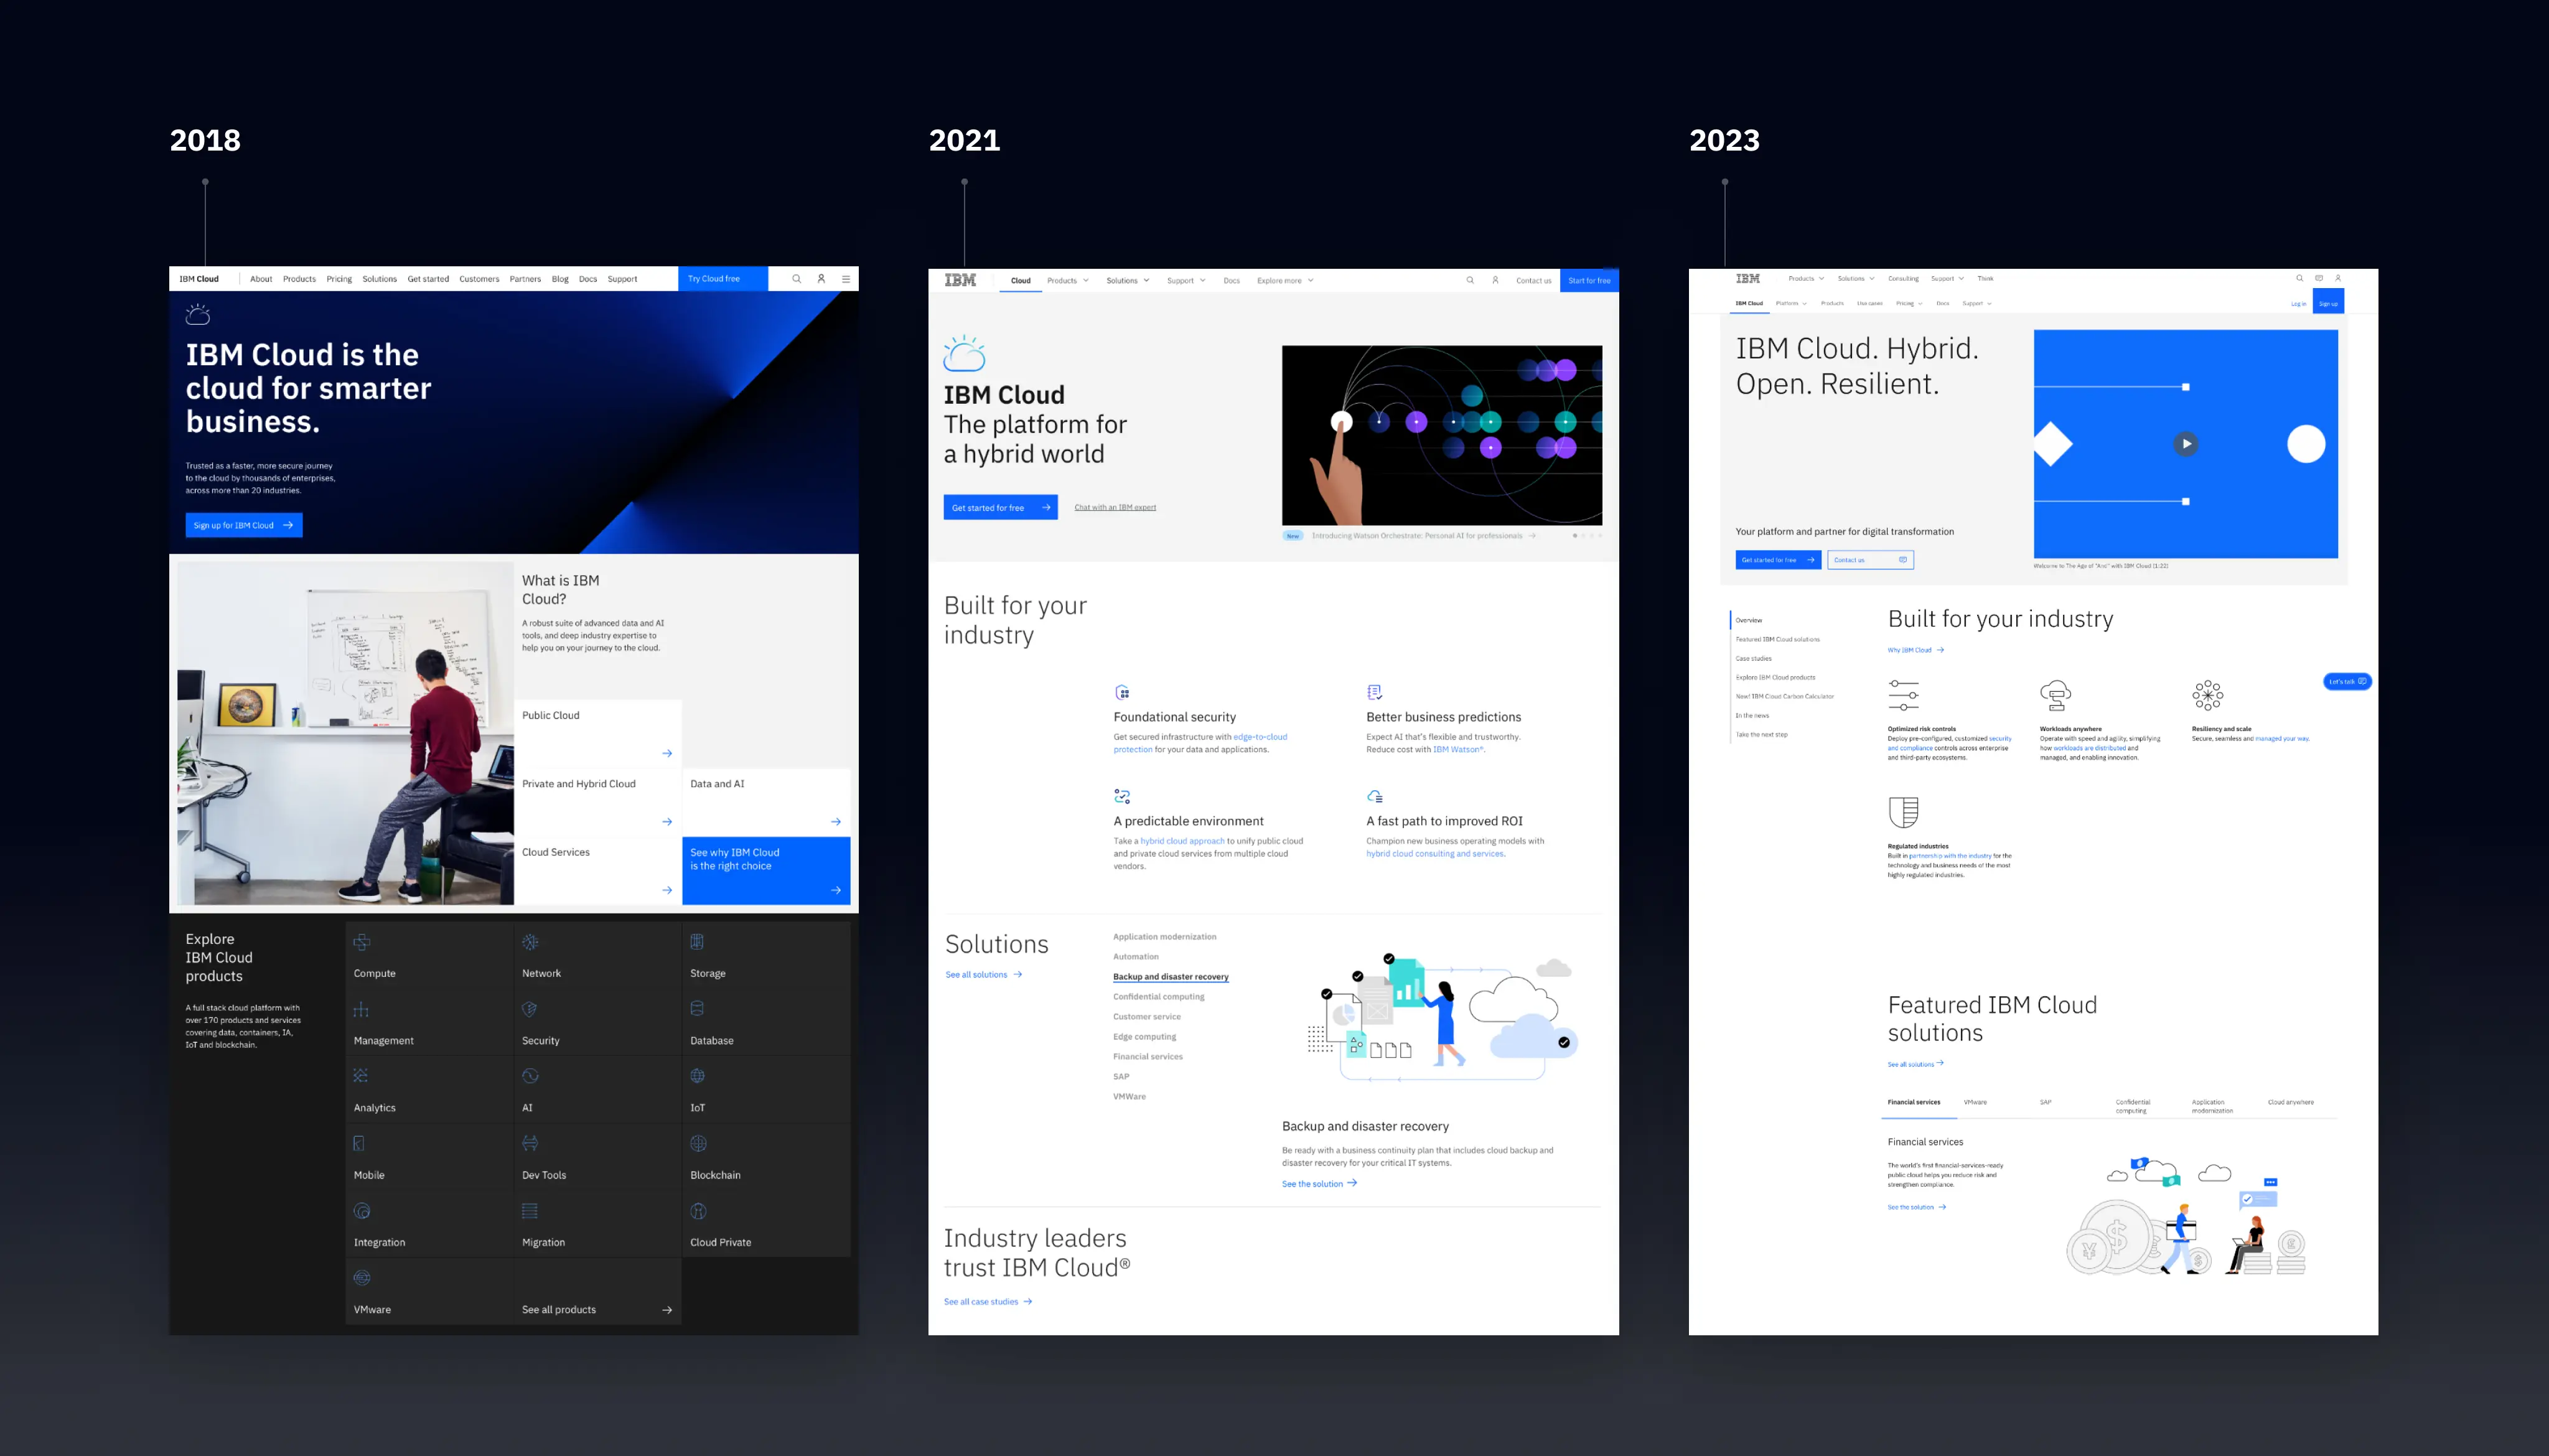 2018
2021
2023
IBM Cloud
About
Products
Pricing
Solutions
Get started
Customers
Partners
Blog
Docs
Support
Try Cloud free
IBM Cloud is the
cloud for smarter
business.
Trusted as a faster, more secure journey
to the cloud by thousands of enterprises,
across more than 20 industries.
Sign up for IBM Cloud
What is IBM
Cloud?
A robust suite of advanced data and AI
tools, and deep industry expertise to
help you on your journey to the cloud.
Public Cloud
Private and Hybrid Cloud
Data and AI
Cloud Services
See why IBM Cloud
is the right choice
Explore
IBM Cloud
products
A full stack cloud platform with
over 170 products and services
covering data, containers, IA,
IoT and blockchain.
Compute
Network
Storage
Management
Security
Database
Analytics
AI
IoT
Mobile
Dev Tools
Blockchain
Integration
Migration
Cloud Private
VMware
See all products
IBM
Cloud
Products
Solutions
Support
Docs
Explore more
Contact us
Start for free
IBM Cloud
The platform for
a hybrid world
Get started for free
Chat with an IBM expert
New
Introducing Watson Orchestrate: Personal AI for professionals
Built for your
industry
Foundational security
Get secured infrastructure with edge-to-cloud
protection for your data and applications.
Better business predictions
Expect AI that's flexible and trustworthy.
Reduce cost with IBM Watson®.
A predictable environment
Take a hybrid cloud approach to unify public cloud
and private cloud services from multiple cloud
vendors.
A fast path to improved ROI
Champion new business operating models with
hybrid cloud consulting and services.
Solutions
See all solutions
Application modernization
Automation
Backup and disaster recovery
Confidential computing
Customer service
Edge computing
Financial services
SAP
VMWare
Backup and disaster recovery
Be ready with a business continuity plan that includes cloud backup and
disaster recovery for your critical IT systems.
See the solution
Industry leaders
trust IBM Cloud®
See all case studies
IBM
Products
Solutions
Consulting
Support
Think
IBM Cloud
Platform
Products
Use cases
Pricing
Docs
Support
Log in
Sign up
IBM Cloud. Hybrid.
Open. Resilient.
Your platform and partner for digital transformation
Get started for free
Contact us
Welcome to The Age of "And" with IBM Cloud (1:22)
Overview
Featured IBM Cloud solutions
Case studies
Explore IBM Cloud products
New! IBM Cloud Carbon Calculator
In the news
Take the next step
Built for your industry
Why IBM Cloud
Let's talk
Optimized risk controls
Deploy pre-configured, customized security
and compliance controls across enterprise
and third-party ecosystems.
Workloads anywhere
Operate with speed and agility, simplifying
how workloads are distributed and
managed, and enabling innovation.
Resiliency and scale
Secure, seamless and managed your way.
Regulated industries
Built in partnership with the industry for the
technology and business needs of the most
highly regulated industries.
Featured IBM Cloud
solutions
See all solutions
Financial services
VMware
SAP
Confidential
computing
Application
modernization
Cloud anywhere
Financial services
The world's first financial-services-ready
public cloud helps you reduce risk and
strengthen compliance.
See the solution